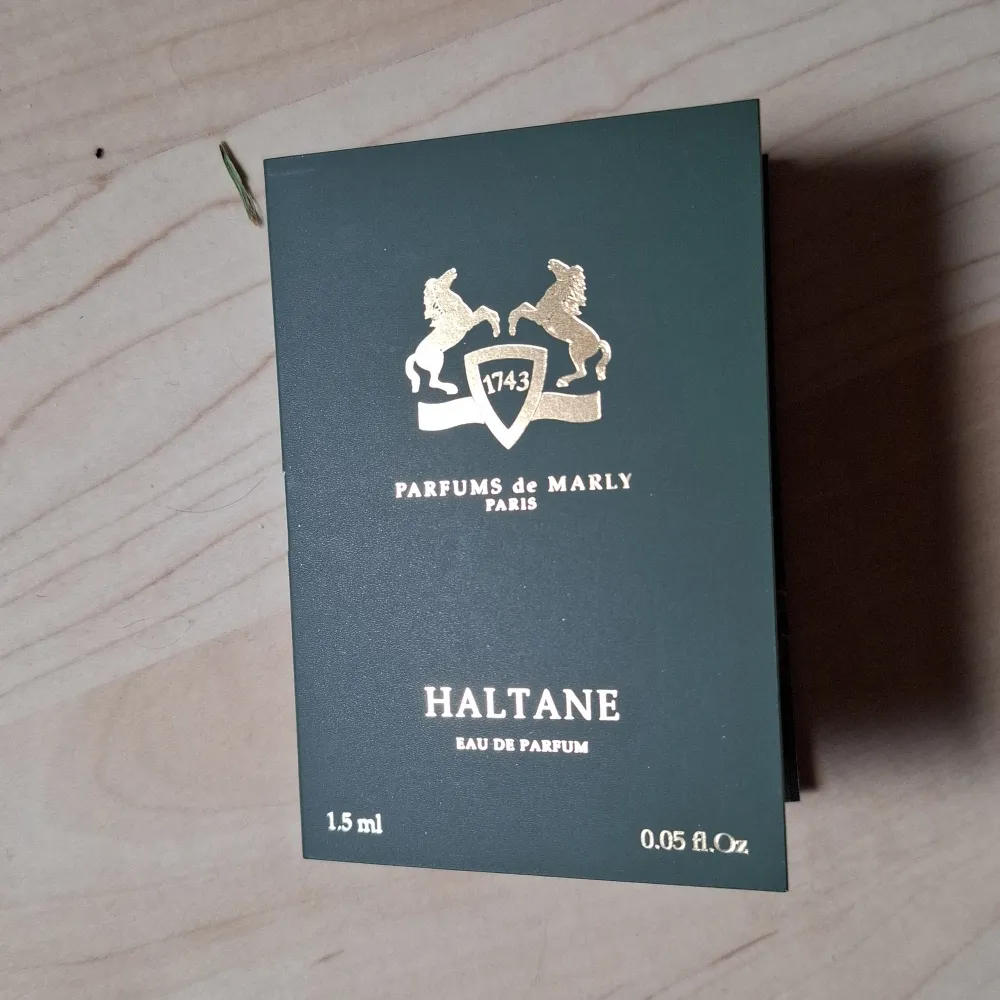 1743
PARFUMS de MARLY
PARIS
HALTANE
EAU DE PARFUM
1.5 ml
0.05 fl.Oz